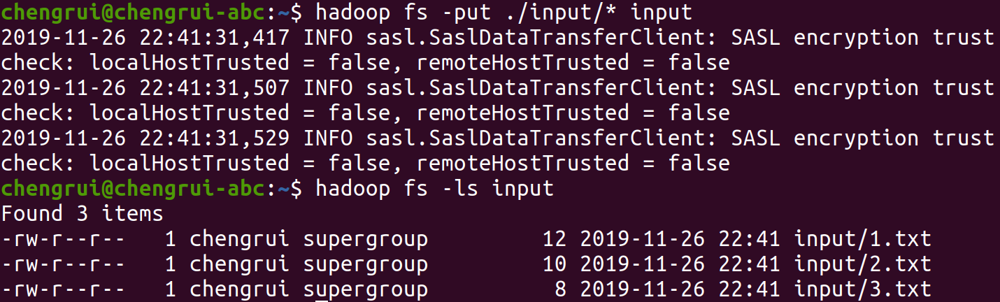 chengrui@chengrui-abc:~$ hadoop fs -put ./input/* input
2019-11-26 22:41:31,417 INFO sasl.SaslDataTransferClient: SASL encryption trust
check: localHostTrusted = false, remoteHostTrusted = false
2019-11-26 22:41:31,507 INFO sasl.SaslDataTransferClient: SASL encryption trust
check: localHostTrusted = false, remoteHostTrusted = false
2019-11-26 22:41:31,529 INFO sasl.SaslDataTransferClient: SASL encryption trust
check: localHostTrusted = false, remoteHostTrusted = false
chengrui@chengrui-abc:~$ hadoop fs -ls input
Found 3 items
-rw-r--r--   1 chengrui supergroup         12 2019-11-26 22:41 input/1.txt
-rw-r--r--   1 chengrui supergroup         10 2019-11-26 22:41 input/2.txt
-rw-r--r--   1 chengrui supergroup          8 2019-11-26 22:41 input/3.txt